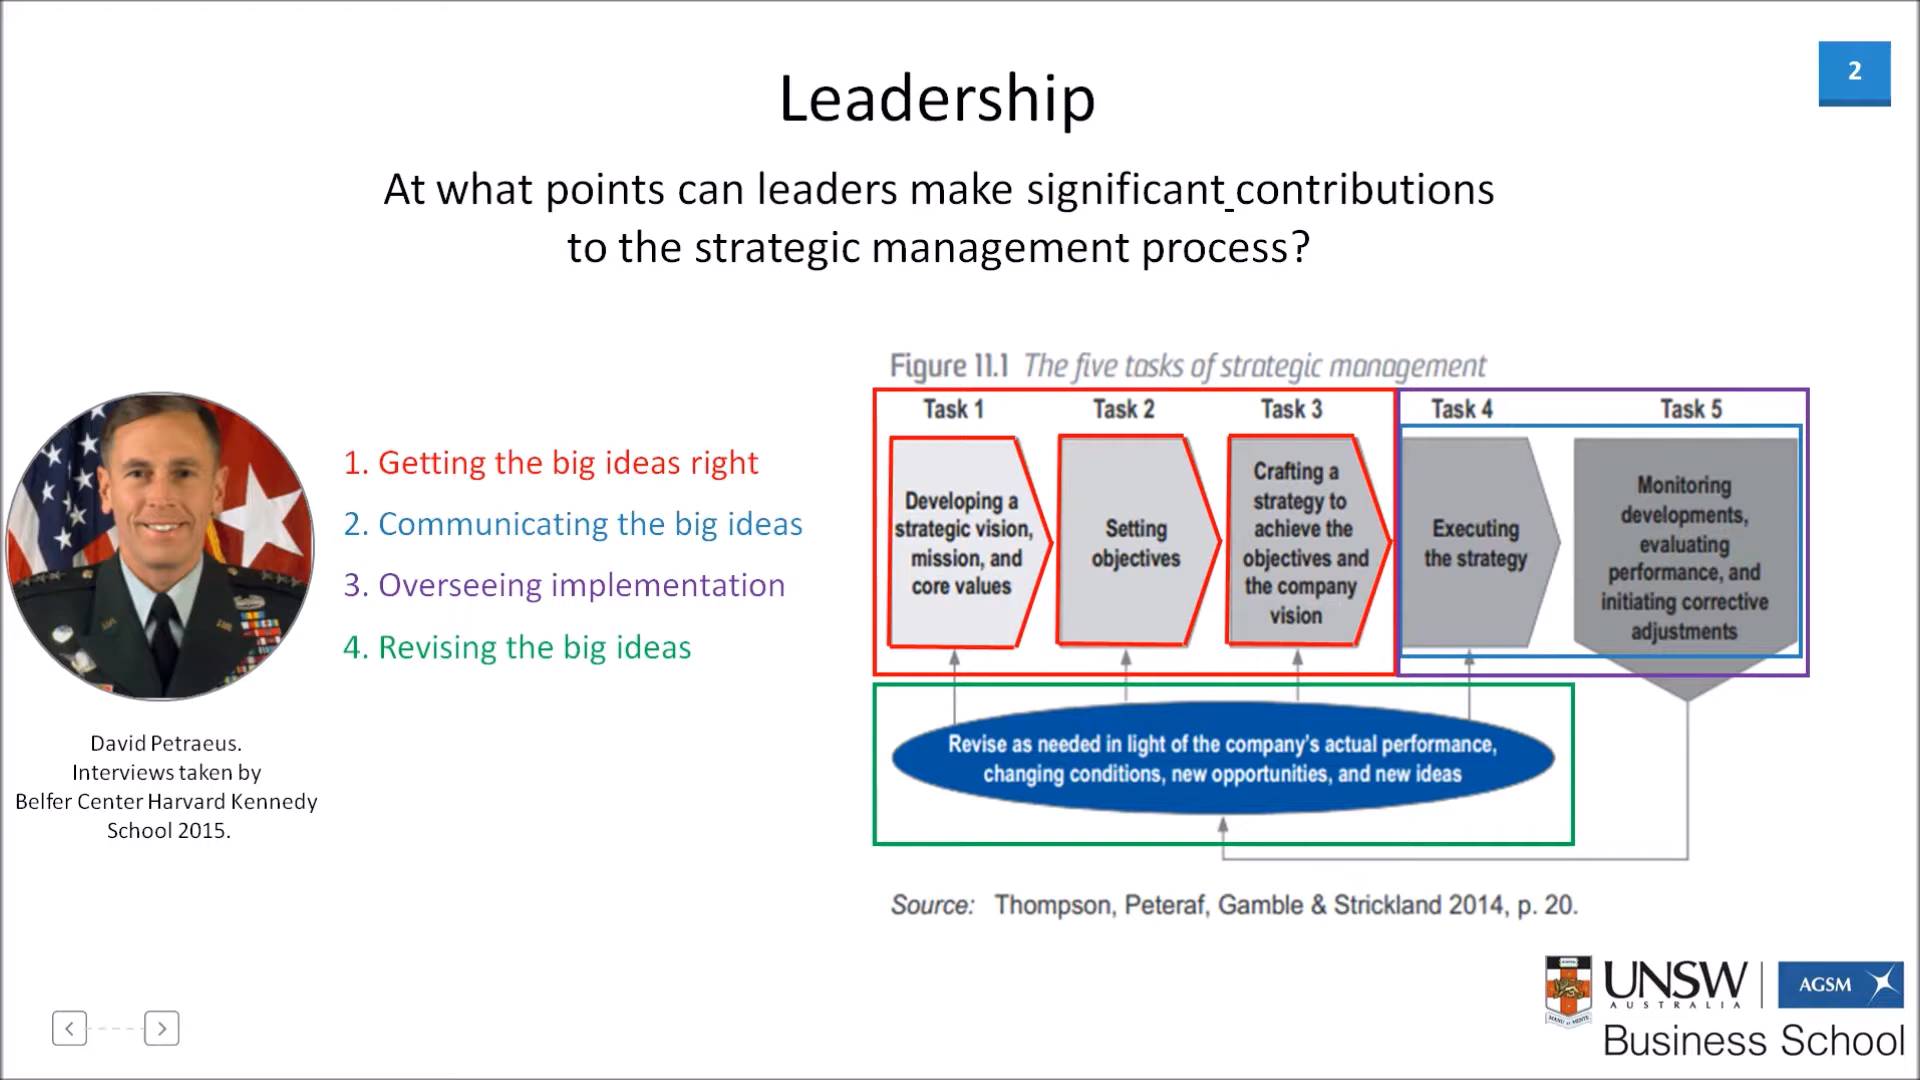 2
Leadership
At what points can leaders make significant contributions
to the strategic management process?
1. Getting the big ideas right
2. Communicating the big ideas
3. Overseeing implementation
4. Revising the big ideas
David Petraeus.
Interviews taken by
Belfer Center Harvard Kennedy
School 2015.
Figure 11.1 The five tasks of strategic management
Task 1
Developing a
strategic vision,
mission, and
core values
Task 2
Setting
objectives
Task 3
Crafting a
strategy to
achieve the
objectives and
the company
vision
Task 4
Executing
the strategy
Task 5
Monitoring
developments,
evaluating
performance, and
initiating corrective
adjustments
Revise as needed in light of the company's actual performance,
changing conditions, new opportunities, and new ideas
Source: Thompson, Peteraf, Gamble & Strickland 2014, p. 20.
UNSW
AUSTRALIA
AGSM
Business School